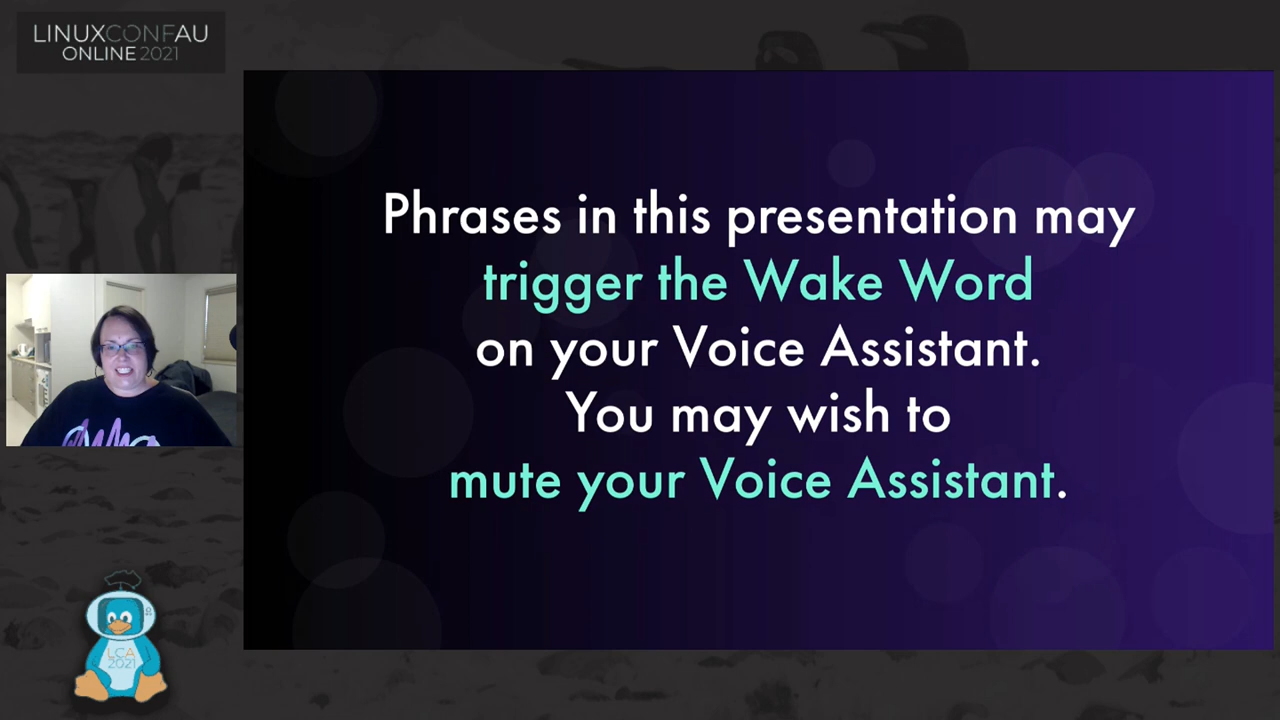 LINUXCONFAU
ONLINE 2021
Phrases in this presentation may
trigger the Wake Word
on your Voice Assistant.
You may wish to
mute your Voice Assistant.
LCA
2021